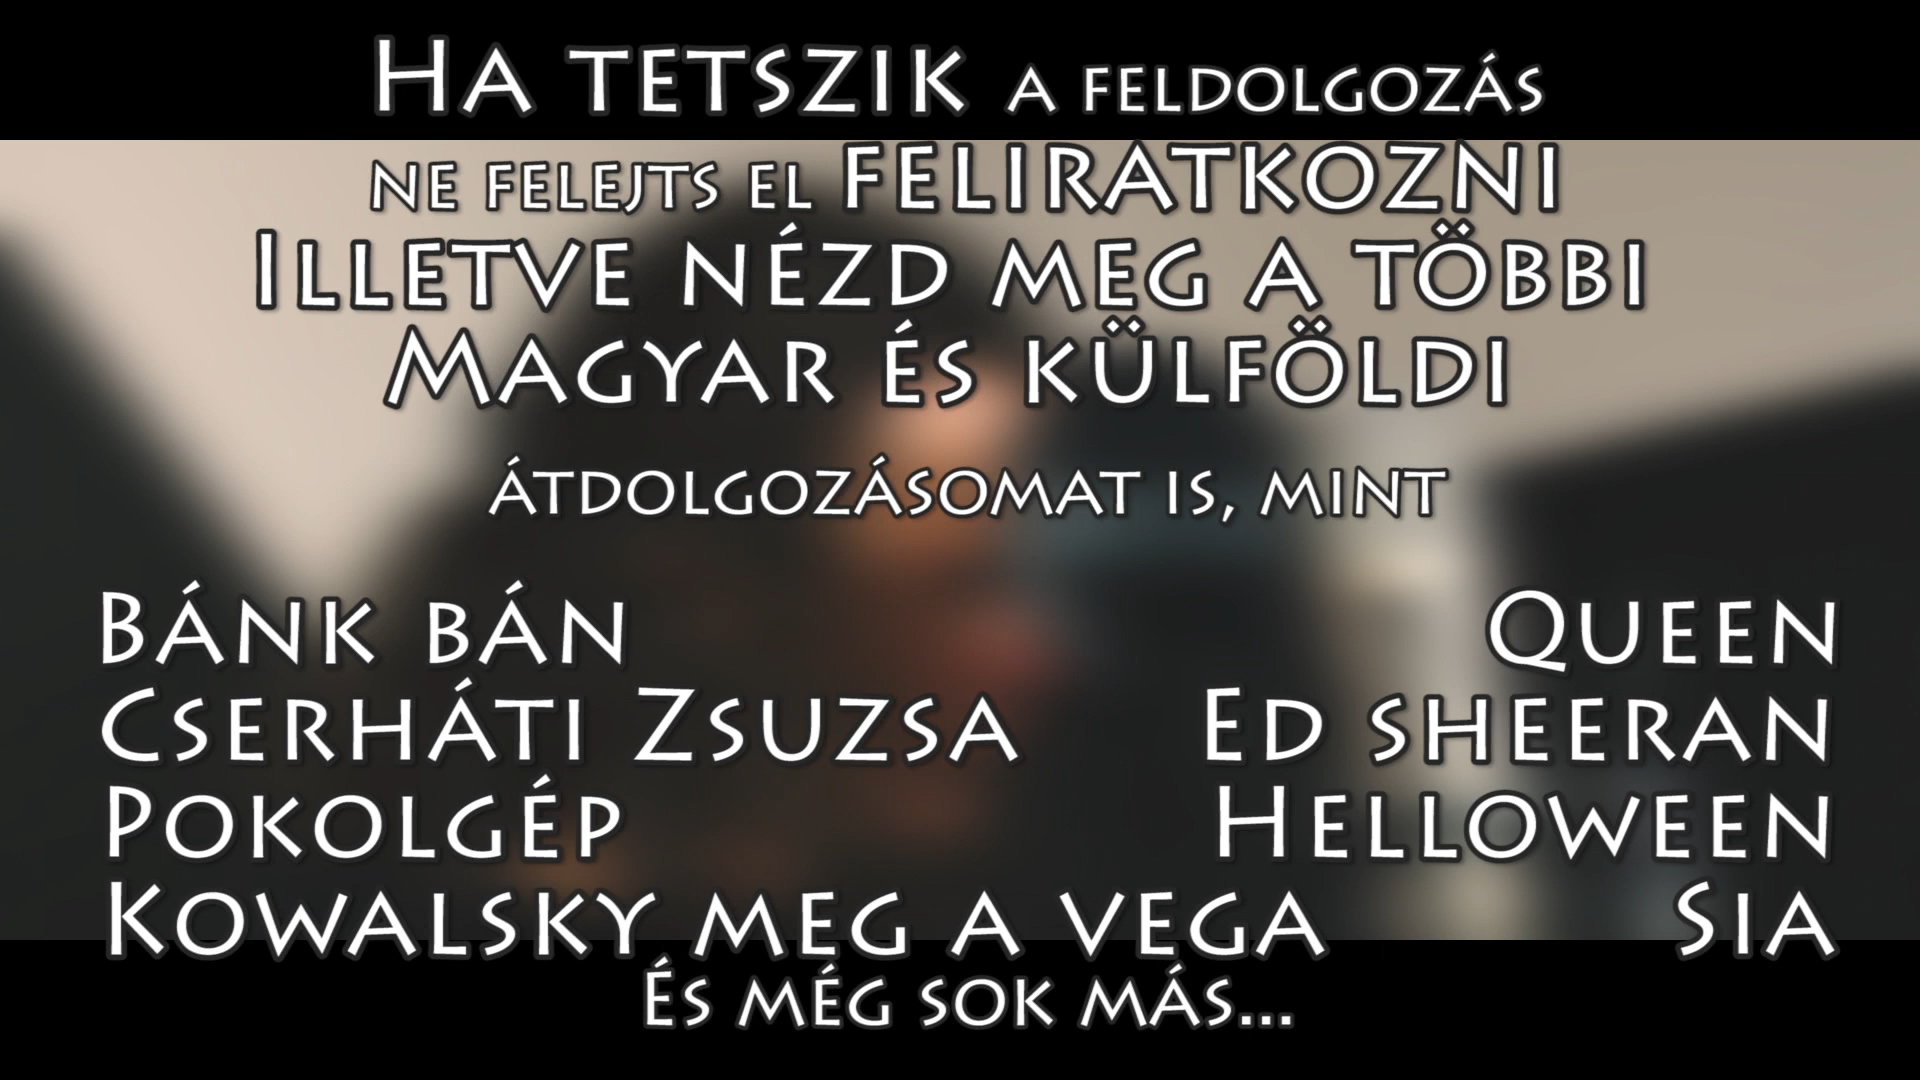 Ha tetszik a feldolgozás
ne felejts el FELIRATKOZNI
Illetve nézd meg a többi
Magyar és külföldi
átdolgozásomat is, mint
Bánk bán
Queen
Cserháti Zsuzsa
Ed sheeran
Pokolgép
Helloween
Kowalsky meg a vega
Sia
És még sok más...